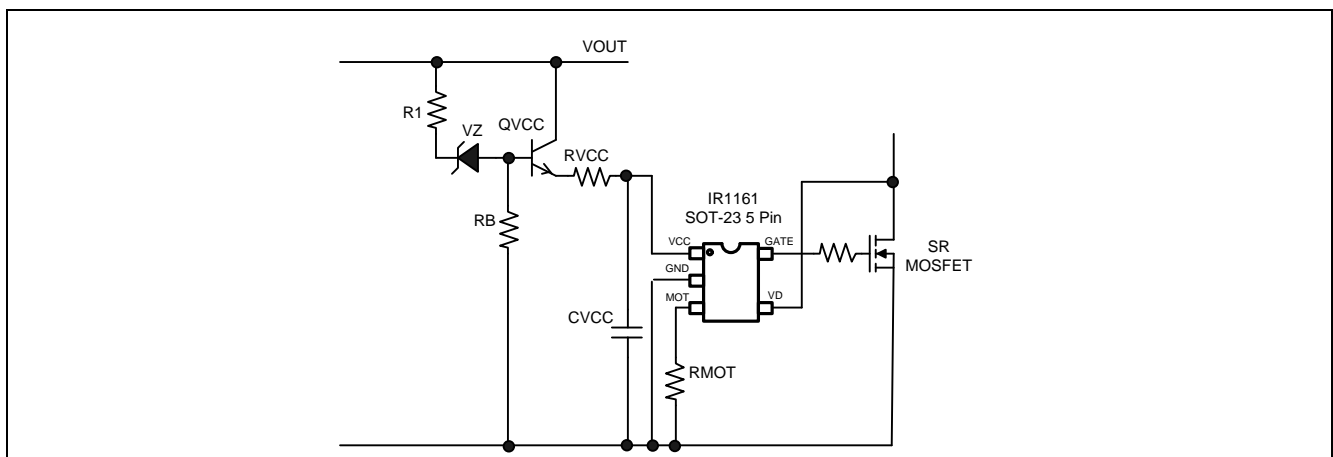 VOUT
R1
VZ
QVCC
RVCC
RB
IR1161
SOT-23 5 Pin
VCC
GATE
GND
MOT
VD
SR
MOSFET
CVCC
RMOT